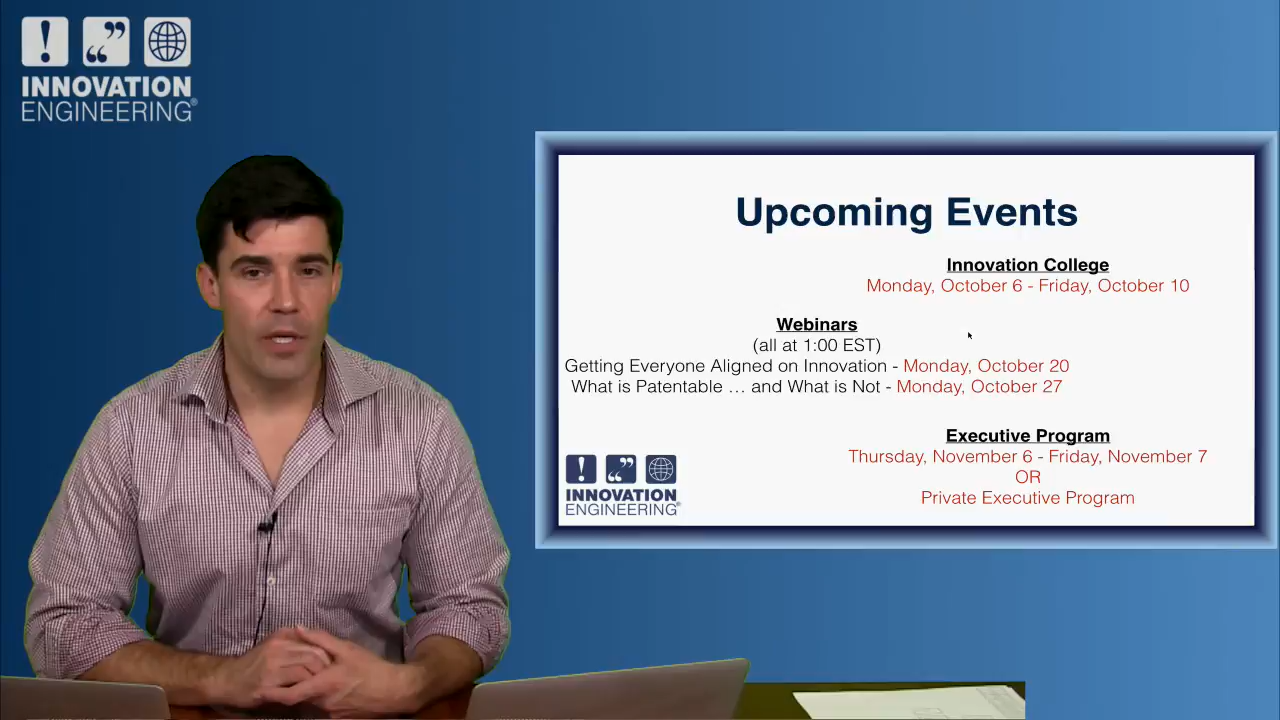 INNOVATION
ENGINEERING®
Upcoming Events
Innovation College
Monday, October 6 - Friday, October 10
Webinars
(all at 1:00 EST)
Getting Everyone Aligned on Innovation - Monday, October 20
What is Patentable … and What is Not - Monday, October 27
Executive Program
Thursday, November 6 - Friday, November 7
OR
Private Executive Program
INNOVATION
ENGINEERING®